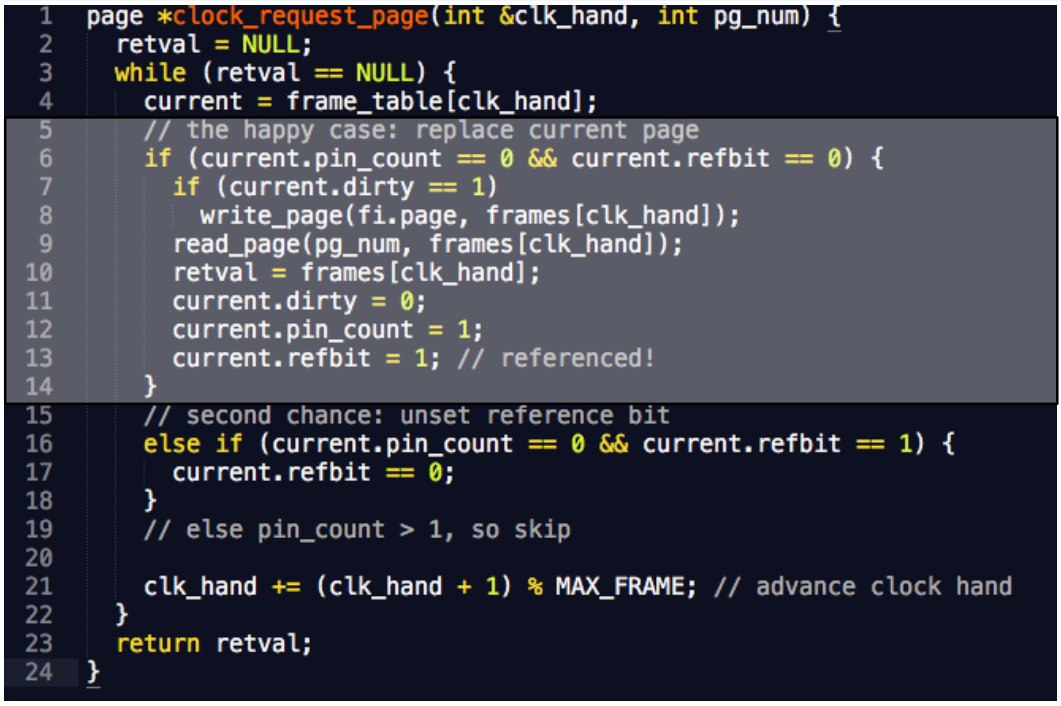 1 page *clock_request_page(int &clk_hand, int pg_num) {
2 retval = NULL;
3 while (retval == NULL) {
4 current = frame_table[clk_hand];
5 // the happy case: replace current page
6 if (current.pin_count == 0 && current.refbit == 0) {
7 if (current.dirty == 1)
8 write_page(fi.page, frames[clk_hand]);
9 read_page(pg_num, frames[clk_hand]);
10 retval = frames[clk_hand];
11 current.dirty = 0;
12 current.pin_count = 1;
13 current.refbit = 1; // referenced!
14 }
15 // second chance: unset reference bit
16 else if (current.pin_count == 0 && current.refbit == 1) {
17 current.refbit == 0;
18 }
19 // else pin_count > 1, so skip
20
21 clk_hand += (clk_hand + 1) % MAX_FRAME; // advance clock hand
22 }
23 return retval;
24 }